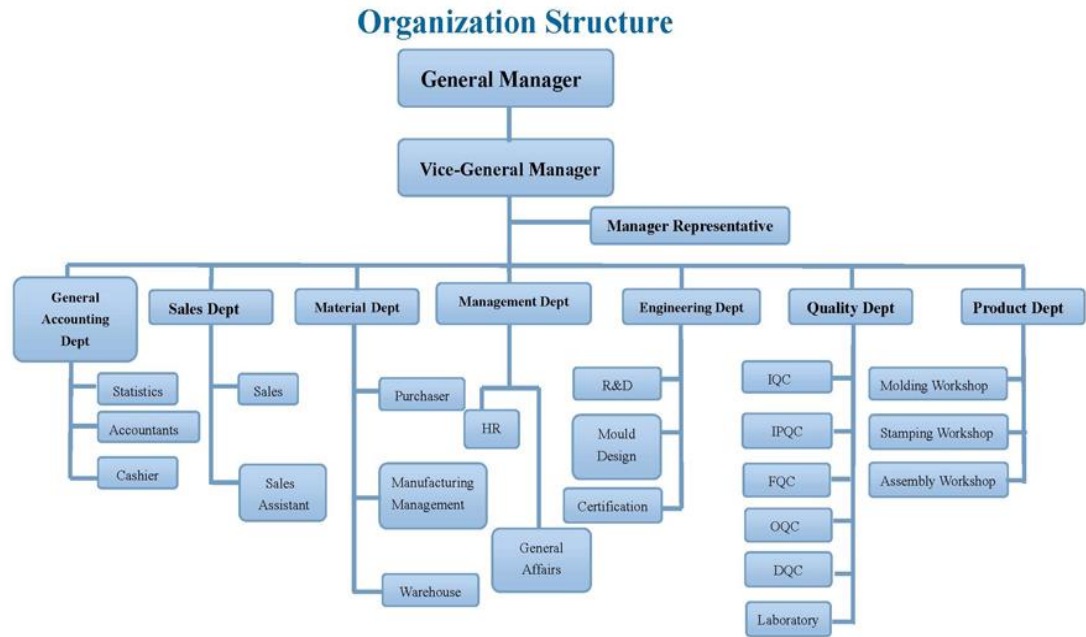 Organization Structure
General Manager
Vice-General Manager
Manager Representative
General
Accounting
Dept
Sales Dept
Material Dept
Management Dept
Engineering Dept
Quality Dept
Product Dept
Statistics
Accountants
Cashier
Sales
Sales
Assistant
Purchaser
Manufacturing
Management
Warehouse
HR
General
Affairs
R&D
Mould
Design
Certification
IQC
IPQC
FQC
OQC
DQC
Laboratory
Molding Workshop
Stamping Workshop
Assembly Workshop